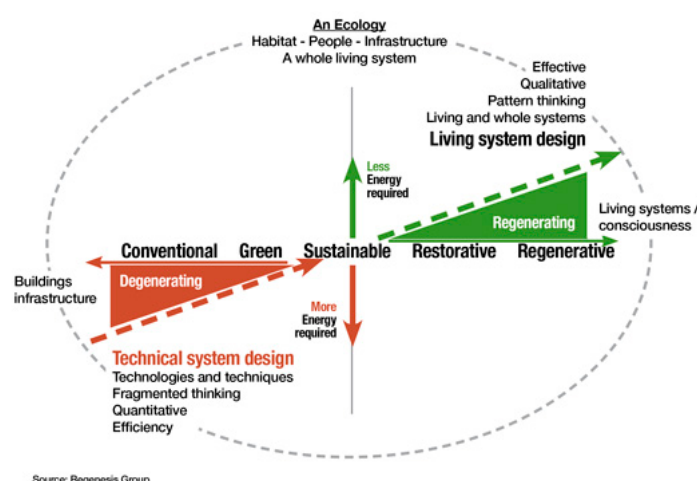 An Ecology
Habitat - People - Infrastructure
A whole living system
Effective
Qualitative
Pattern thinking
Living and whole systems
Living system design
Less
Energy
required
Regenerating
Living systems /
consciousness
Conventional Green Sustainable Restorative Regenerative
Buildings
infrastructure
Degenerating
More
Energy
required
Technical system design
Technologies and techniques
Fragmented thinking
Quantitative
Efficiency
Source: Regenesis Group